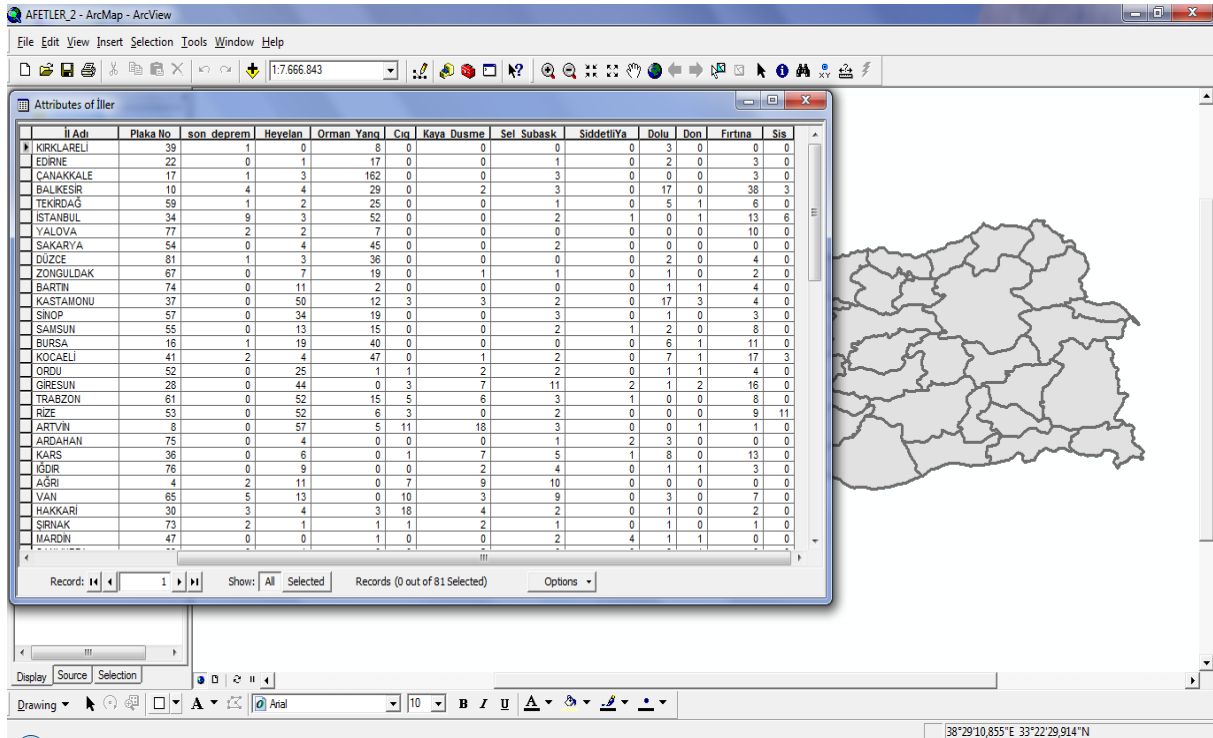 AFETLER_2 - ArcMap - ArcView
File Edit View Insert Selection Tools Window Help
1:7.666.843
Attributes of İller
İl Adı Plaka No son_deprem Heyelan Orman_Yang Cıg Kaya_Dusme Sel_Subask SiddetliYa Dolu Don Fırtına Sis
KIRKLARELİ 39 1 0 8 0 0 0 0 3 0 0 0
EDİRNE 22 0 1 17 0 0 1 0 2 0 3 0
ÇANAKKALE 17 1 3 162 0 0 3 0 0 0 3 0
BALIKESİR 10 4 4 29 0 2 3 0 17 0 38 3
TEKİRDAĞ 59 1 2 25 0 0 1 0 5 1 6 0
İSTANBUL 34 9 3 52 0 0 2 1 0 1 13 6
YALOVA 77 2 2 7 0 0 0 0 0 0 10 0
SAKARYA 54 0 4 45 0 0 2 0 0 0 0 0
DÜZCE 81 1 3 36 0 0 0 0 2 0 4 0
ZONGULDAK 67 0 7 19 0 1 1 0 1 0 2 0
BARTIN 74 0 11 2 0 0 0 0 1 1 4 0
KASTAMONU 37 0 50 12 3 3 2 0 17 3 4 0
SİNOP 57 0 34 19 0 0 3 0 1 0 3 0
SAMSUN 55 0 13 15 0 0 2 1 2 0 8 0
BURSA 16 1 19 40 0 0 0 0 6 1 11 0
KOCAELİ 41 2 4 47 0 1 2 0 7 1 17 3
ORDU 52 0 25 1 1 2 2 0 1 1 4 0
GİRESUN 28 0 44 0 3 7 11 2 1 2 16 0
TRABZON 61 0 52 15 5 6 3 1 0 0 8 0
RİZE 53 0 52 6 3 0 2 0 0 0 9 11
ARTVİN 8 0 57 5 11 18 3 0 0 1 1 0
ARDAHAN 75 0 4 0 0 0 1 2 3 0 0 0
KARS 36 0 6 0 1 7 5 1 8 0 13 0
IĞDIR 76 0 9 0 0 2 4 0 1 1 3 0
AĞRI 4 2 11 0 7 9 10 0 0 0 0 0
VAN 65 5 13 0 10 3 9 0 3 0 7 0
HAKKARİ 30 3 4 3 18 4 2 0 1 0 2 0
ŞIRNAK 73 2 1 1 1 2 1 0 1 0 1 0
MARDİN 47 0 0 1 0 0 2 4 1 1 0 0
Record: 1 Show: All Selected Records (0 out of 81 Selected) Options
Display Source Selection
Drawing A Arial 10 B I U A
38°29'10,855"E 33°22'29,914"N